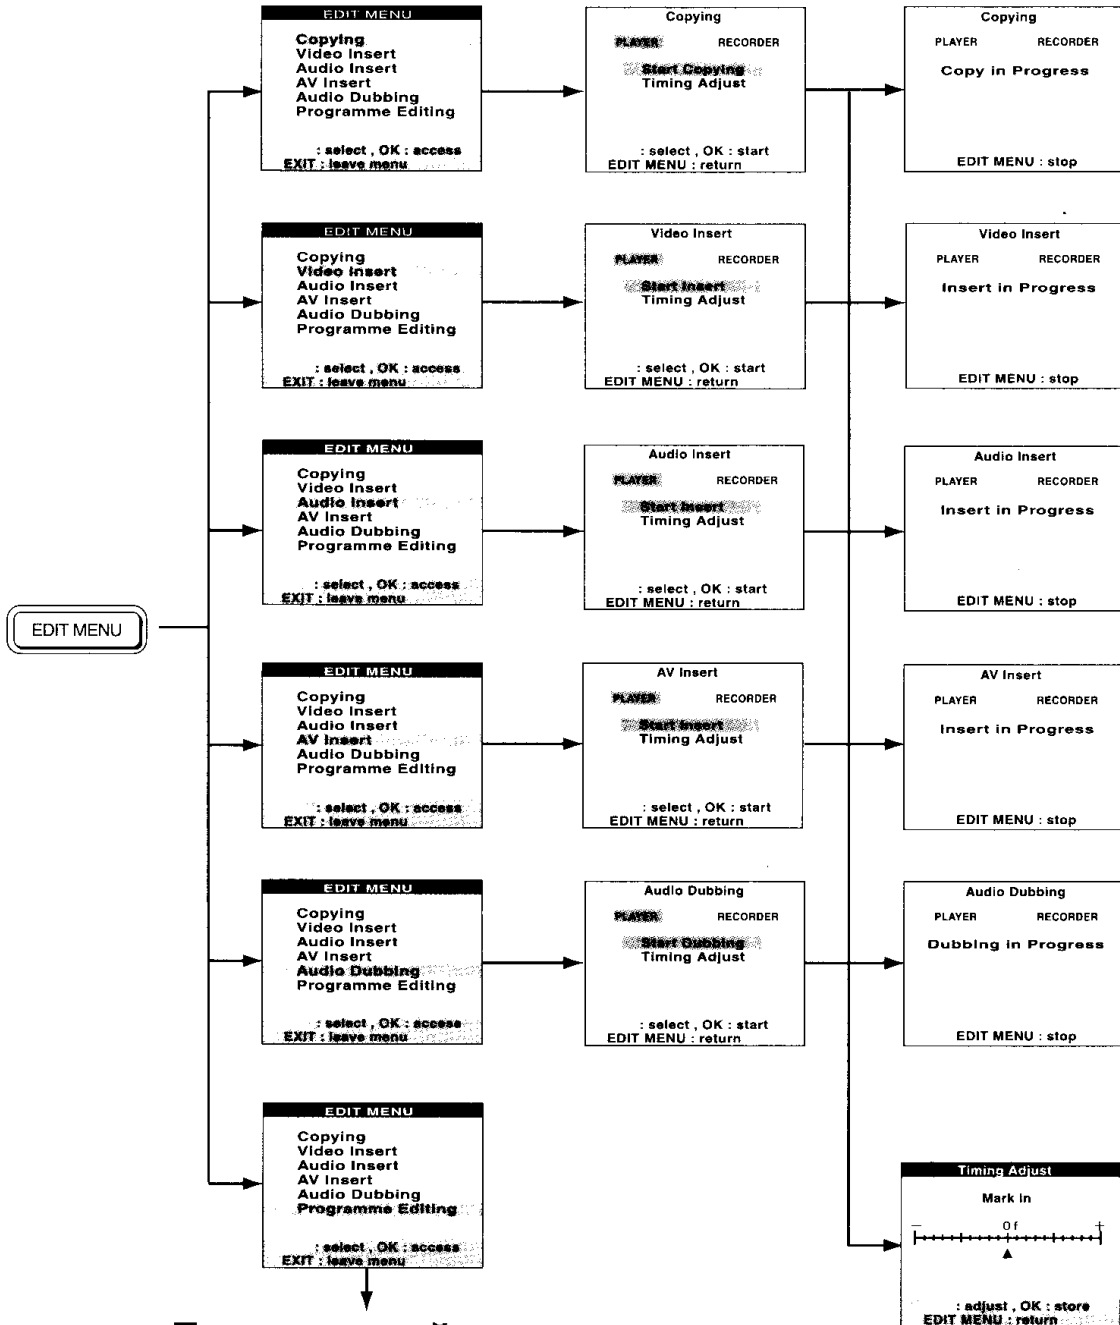 EDIT MENU
EDIT MENU
Copying
Video Insert
Audio Insert
AV Insert
Audio Dubbing
Programme Editing
: select , OK : access
EXIT : leave menu
Copying
PLAYER RECORDER
Start Copying
Timing Adjust
: select , OK : start
EDIT MENU : return
Copying
PLAYER RECORDER
Copy in Progress
EDIT MENU : stop
EDIT MENU
Copying
Video Insert
Audio Insert
AV Insert
Audio Dubbing
Programme Editing
: select , OK : access
EXIT : leave menu
Video Insert
PLAYER RECORDER
Start Insert
Timing Adjust
: select , OK : start
EDIT MENU : return
Video Insert
PLAYER RECORDER
Insert in Progress
EDIT MENU : stop
EDIT MENU
Copying
Video Insert
Audio Insert
AV Insert
Audio Dubbing
Programme Editing
: select , OK : access
EXIT : leave menu
Audio Insert
PLAYER RECORDER
Start Insert
Timing Adjust
: select , OK : start
EDIT MENU : return
Audio Insert
PLAYER RECORDER
Insert in Progress
EDIT MENU : stop
EDIT MENU
Copying
Video Insert
Audio Insert
AV Insert
Audio Dubbing
Programme Editing
: select , OK : access
EXIT : leave menu
AV Insert
PLAYER RECORDER
Start Insert
Timing Adjust
: select , OK : start
EDIT MENU : return
AV Insert
PLAYER RECORDER
Insert in Progress
EDIT MENU : stop
EDIT MENU
Copying
Video Insert
Audio Insert
AV Insert
Audio Dubbing
Programme Editing
: select , OK : access
EXIT : leave menu
Audio Dubbing
PLAYER RECORDER
Start Dubbing
Timing Adjust
: select , OK : start
EDIT MENU : return
Audio Dubbing
PLAYER RECORDER
Dubbing in Progress
EDIT MENU : stop
EDIT MENU
Copying
Video Insert
Audio Insert
AV Insert
Audio Dubbing
Programme Editing
: select , OK : access
EXIT : leave menu
Timing Adjust
Mark In
− 0 f +
: adjust , OK : store
EDIT MENU : return